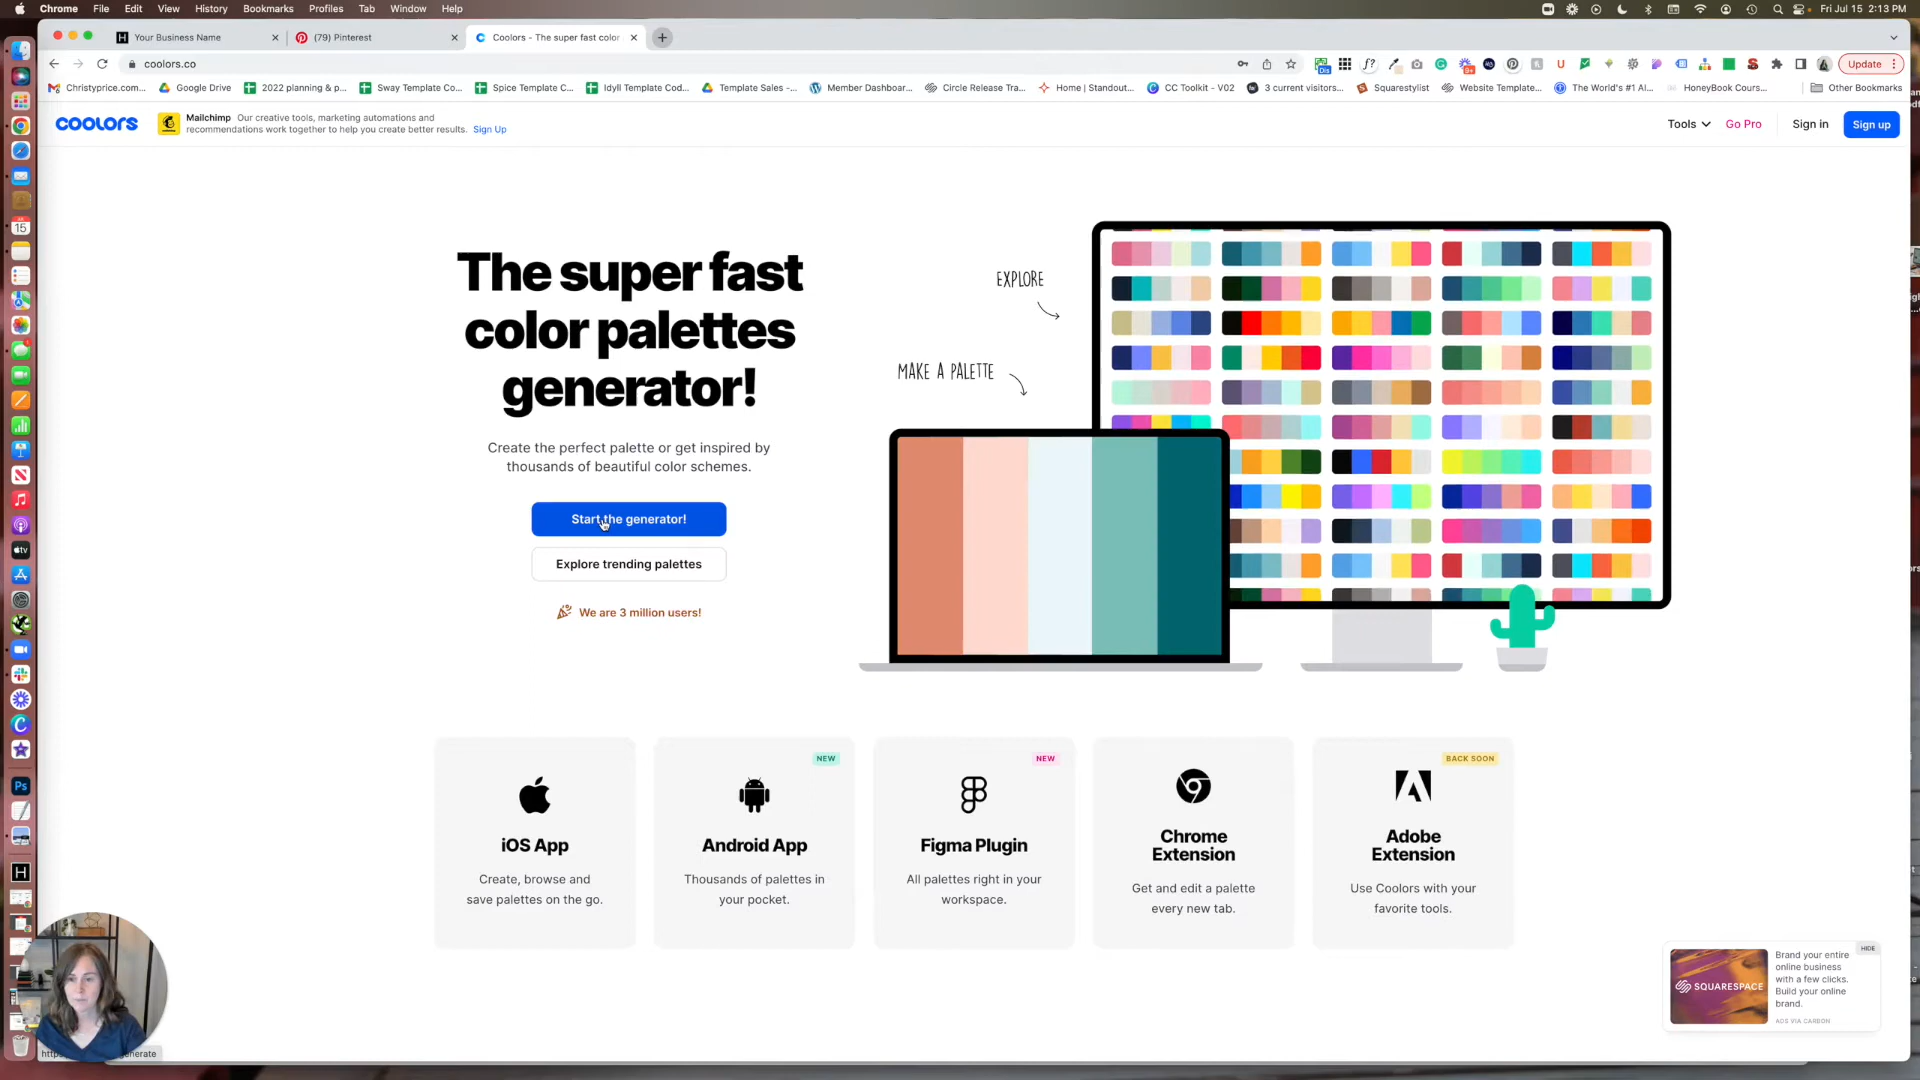 Chrome File Edit View History Bookmarks Profiles Tab Window Help
Fri Jul 15 2:13 PM
Your Business Name
(79) Pinterest
Coolors - The super fast color
coolors.co
Update
Christyprice.com...
Google Drive
2022 planning & p...
Sway Template Co...
Spice Template C...
Idyll Template Cod...
Template Sales -...
Member Dashboar...
Circle Release Tra...
Home | Standout...
CC Toolkit - V02
3 current visitors...
Squarestylist
Website Template...
The World's #1 AI...
HoneyBook Cours...
Other Bookmarks
COOLORS
Mailchimp Our creative tools, marketing automations and
recommendations work together to help you create better results. Sign Up
Tools
Go Pro
Sign in
Sign up
The super fast
color palettes
generator!
Create the perfect palette or get inspired by
thousands of beautiful color schemes.
Start the generator!
Explore trending palettes
We are 3 million users!
EXPLORE
MAKE A PALETTE
iOS App
Create, browse and
save palettes on the go.
NEW
Android App
Thousands of palettes in
your pocket.
NEW
Figma Plugin
All palettes right in your
workspace.
Chrome
Extension
Get and edit a palette
every new tab.
BACK SOON
Adobe
Extension
Use Coolors with your
favorite tools.
HIDE
SQUARESPACE
Brand your entire
online business
with a few clicks.
Build your online
brand.
ADS VIA CARBON